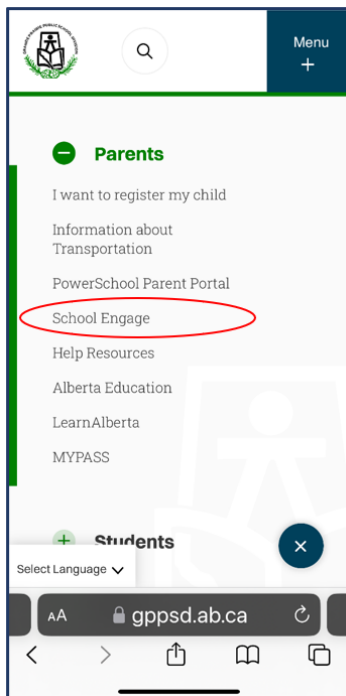 Menu
+
Parents
I want to register my child
Information about
Transportation
PowerSchool Parent Portal
School Engage
Help Resources
Alberta Education
LearnAlberta
MYPASS
Students
Select Language
AA
gppsd.ab.ca